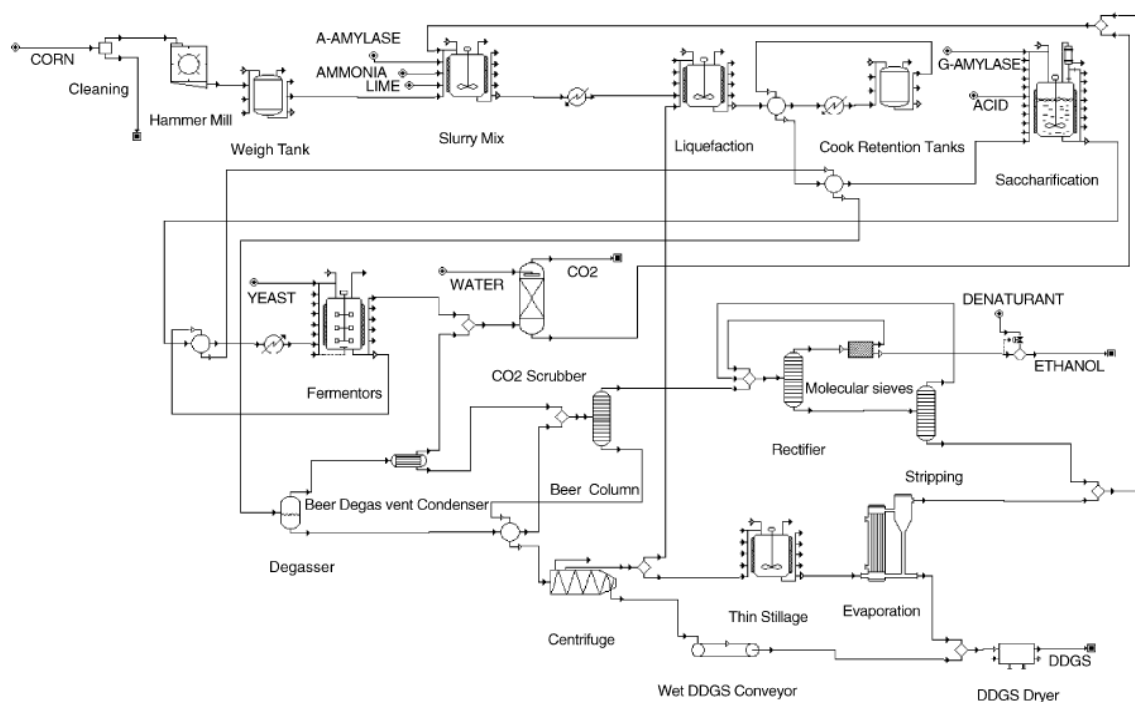 CORN
Cleaning
Hammer Mill
Weigh Tank
A-AMYLASE
AMMONIA
LIME
Slurry Mix
Liquefaction
Cook Retention Tanks
G-AMYLASE
ACID
Saccharification
YEAST
Fermentors
WATER
CO2
CO2 Scrubber
DENATURANT
ETHANOL
Molecular sieves
Rectifier
Stripping
Beer Degas vent Condenser
Beer Column
Degasser
Centrifuge
Thin Stillage
Evaporation
Wet DDGS Conveyor
DDGS
DDGS Dryer